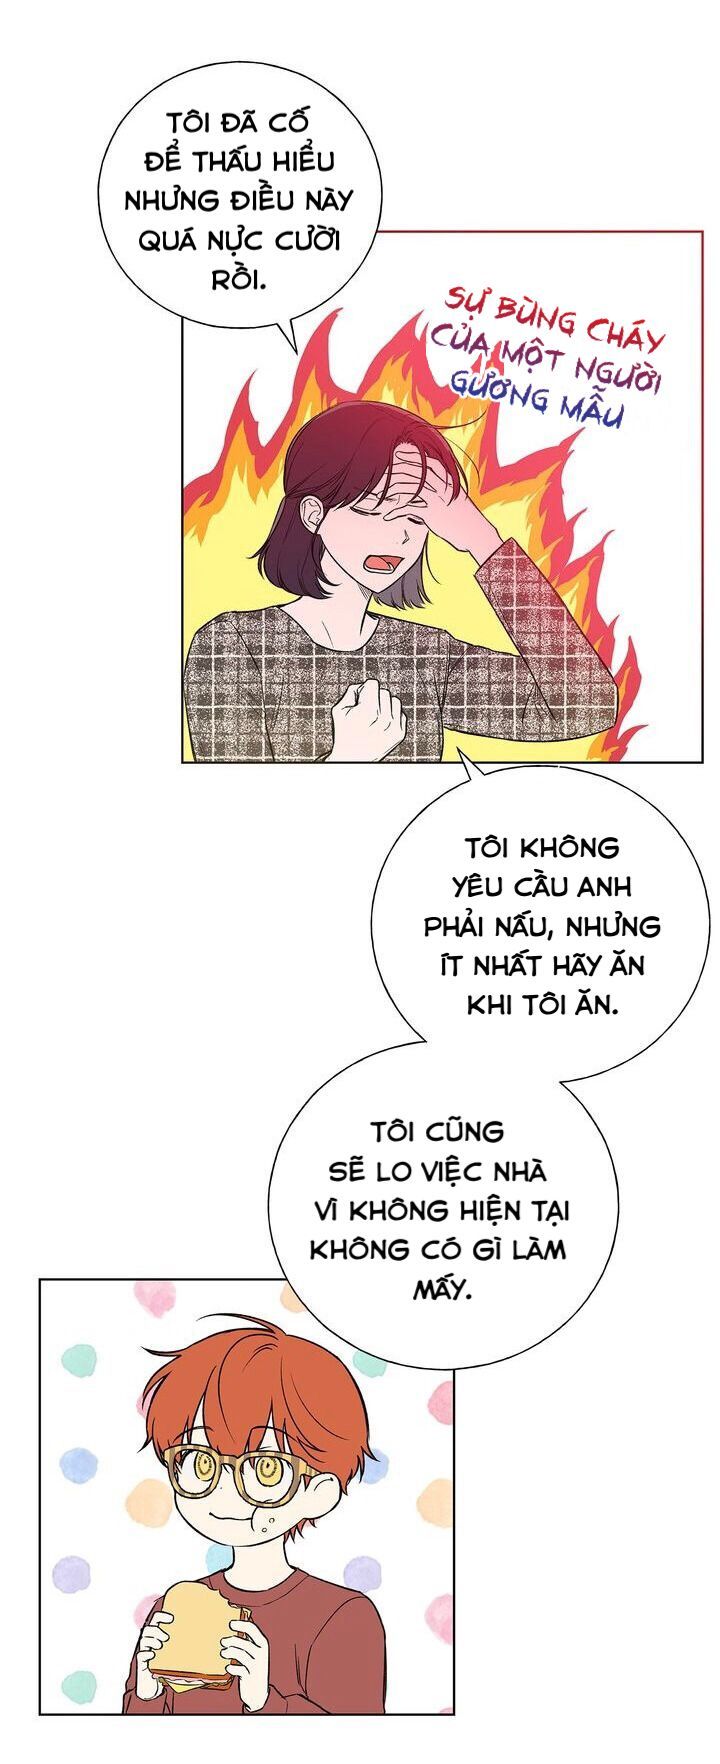 TÔI ĐÃ CỐ
ĐỂ THẤU HIỂU
NHƯNG ĐIỀU NÀY
QUÁ NỰC CƯỜI
RỒI.
SỰ BÙNG CHÁY
CỦA MỘT NGƯỜI
GƯƠNG MẪU
TÔI KHÔNG
YÊU CẦU ANH
PHẢI NẤU, NHƯNG
ÍT NHẤT HÃY ĂN
KHI TÔI ĂN.
TÔI CŨNG
SẼ LO VIỆC NHÀ
VÌ KHÔNG HIỆN TẠI
KHÔNG CÓ GÌ LÀM
MẤY.